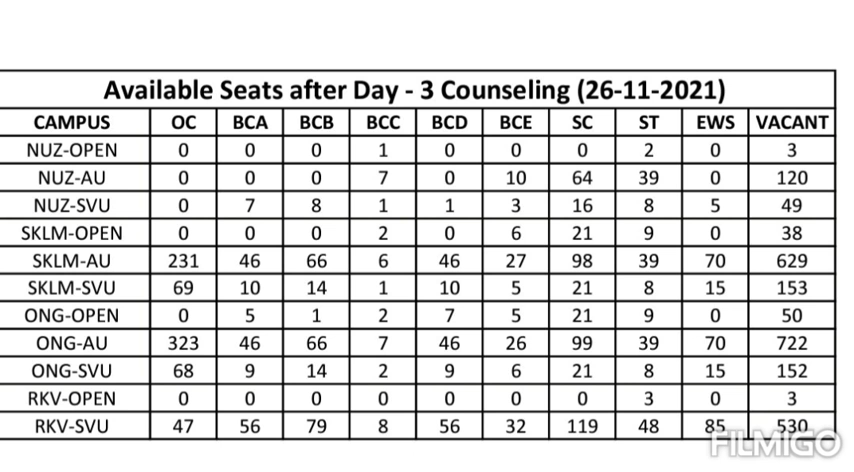 Available Seats after Day - 3 Counseling (26-11-2021)
CAMPUS OC BCA BCB BCC BCD BCE SC ST EWS VACANT
NUZ-OPEN 0 0 0 1 0 0 0 2 0 3
NUZ-AU 0 0 0 7 0 10 64 39 0 120
NUZ-SVU 0 7 8 1 1 3 16 8 5 49
SKLM-OPEN 0 0 0 2 0 6 21 9 0 38
SKLM-AU 231 46 66 6 46 27 98 39 70 629
SKLM-SVU 69 10 14 1 10 5 21 8 15 153
ONG-OPEN 0 5 1 2 7 5 21 9 0 50
ONG-AU 323 46 66 7 46 26 99 39 70 722
ONG-SVU 68 9 14 2 9 6 21 8 15 152
RKV-OPEN 0 0 0 0 0 0 0 3 0 3
RKV-SVU 47 56 79 8 56 32 119 48 85 530
FILMIGO